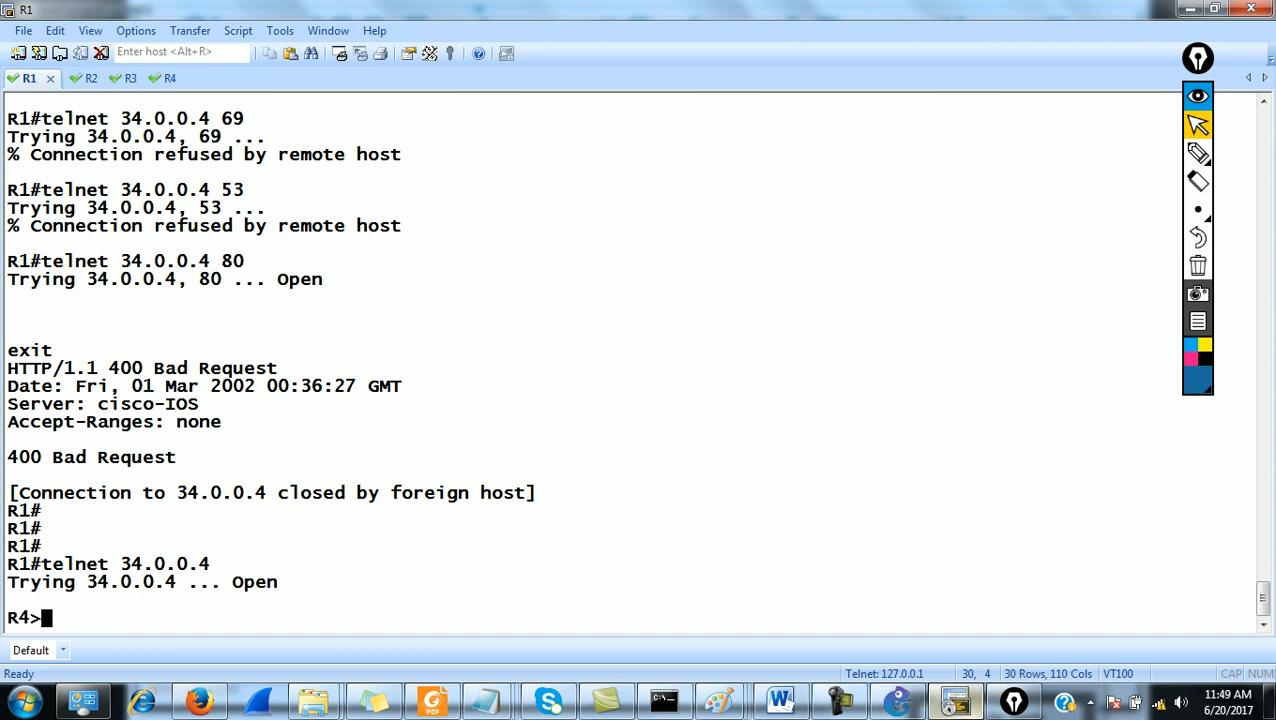 R1
File Edit View Options Transfer Script Tools Window Help
Enter host <Alt+R>
R1 R2 R3 R4
R1#telnet 34.0.0.4 69
Trying 34.0.0.4, 69 ...
% Connection refused by remote host
R1#telnet 34.0.0.4 53
Trying 34.0.0.4, 53 ...
% Connection refused by remote host
R1#telnet 34.0.0.4 80
Trying 34.0.0.4, 80 ... Open
exit
HTTP/1.1 400 Bad Request
Date: Fri, 01 Mar 2002 00:36:27 GMT
Server: cisco-IOS
Accept-Ranges: none
400 Bad Request
[Connection to 34.0.0.4 closed by foreign host]
R1#
R1#
R1#
R1#telnet 34.0.0.4
Trying 34.0.0.4 ... Open
R4>
Default
Ready Telnet: 127.0.0.1 30, 4 30 Rows, 110 Cols VT100 CAP NUM
PDF
11:49 AM
6/20/2017